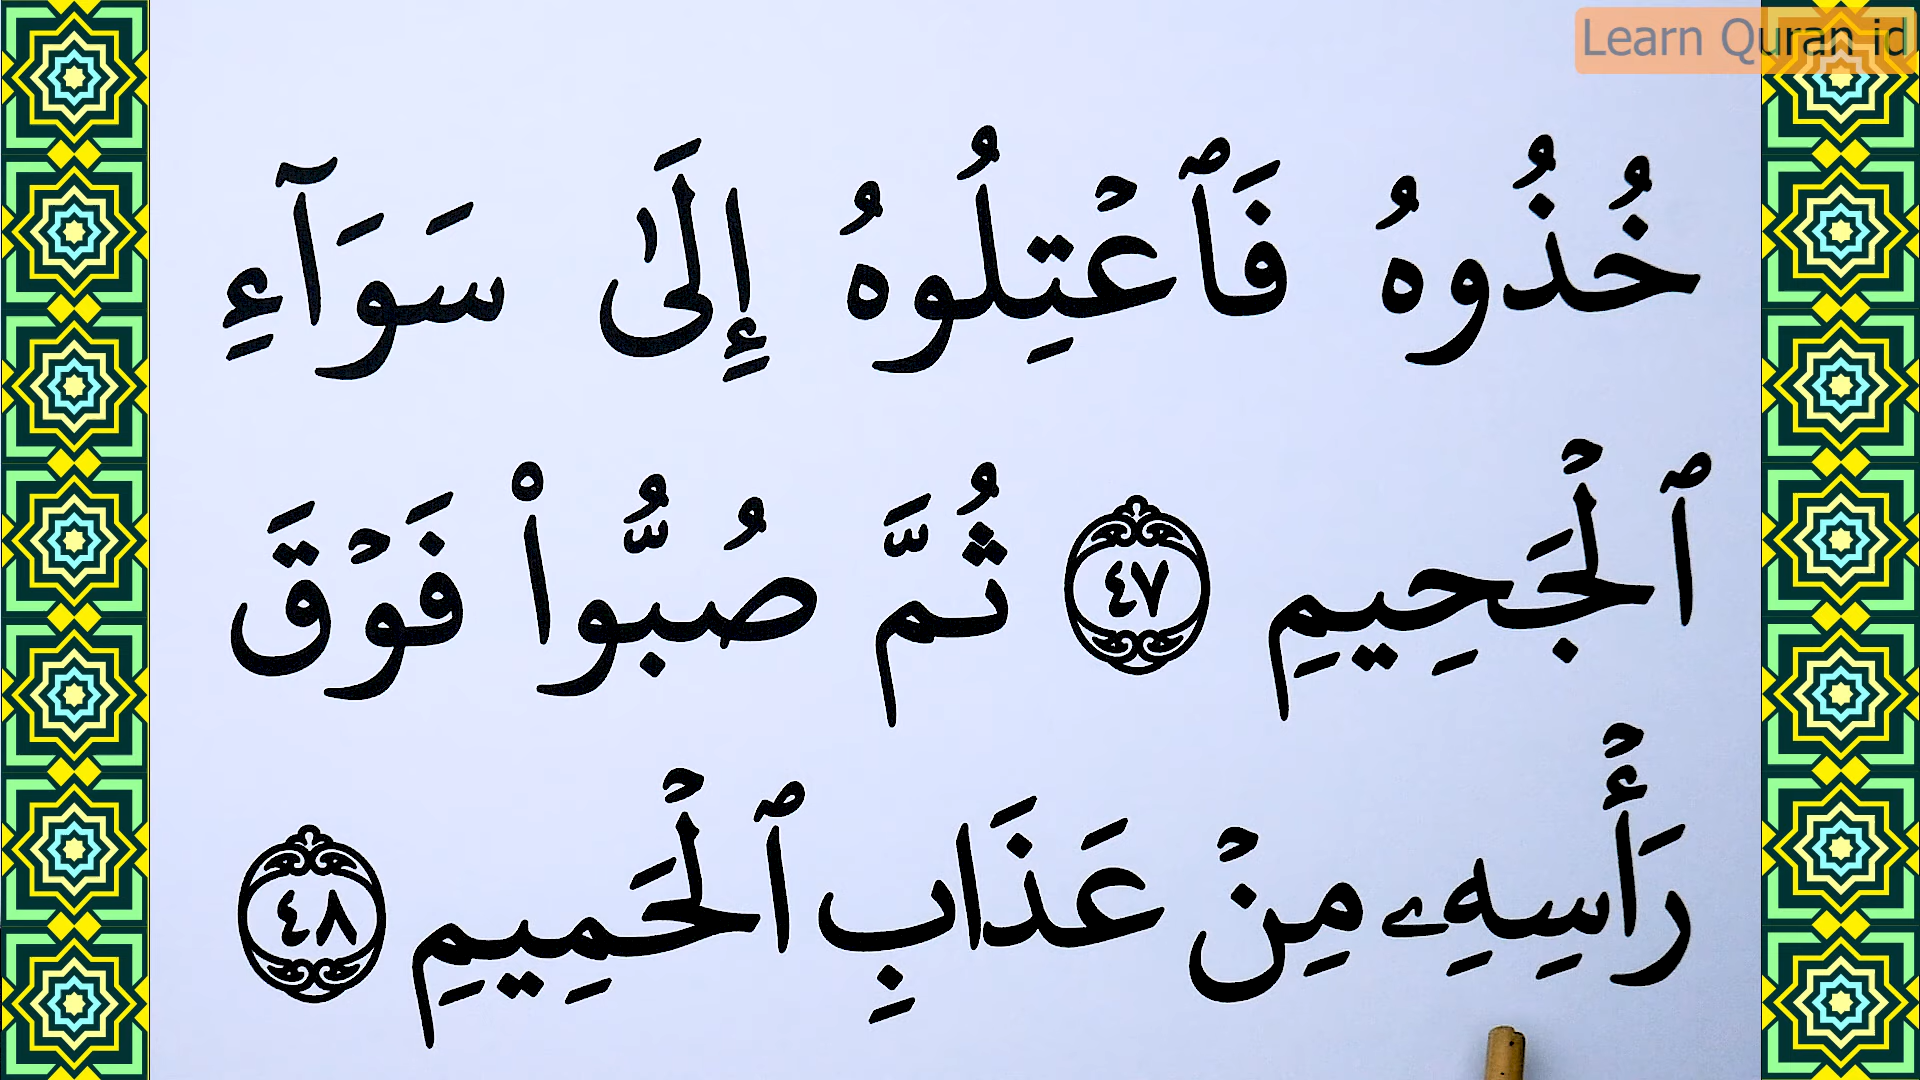 Learn Quran id
خُذُوهُ فَٱعۡتِلُوهُ إِلَىٰ سَوَآءِ
ٱلۡجَحِيمِ ٤٧ ثُمَّ صُبُّواْ فَوۡقَ
رَأۡسِهِۦ مِنۡ عَذَابِ ٱلۡحَمِيمِ ٤٨